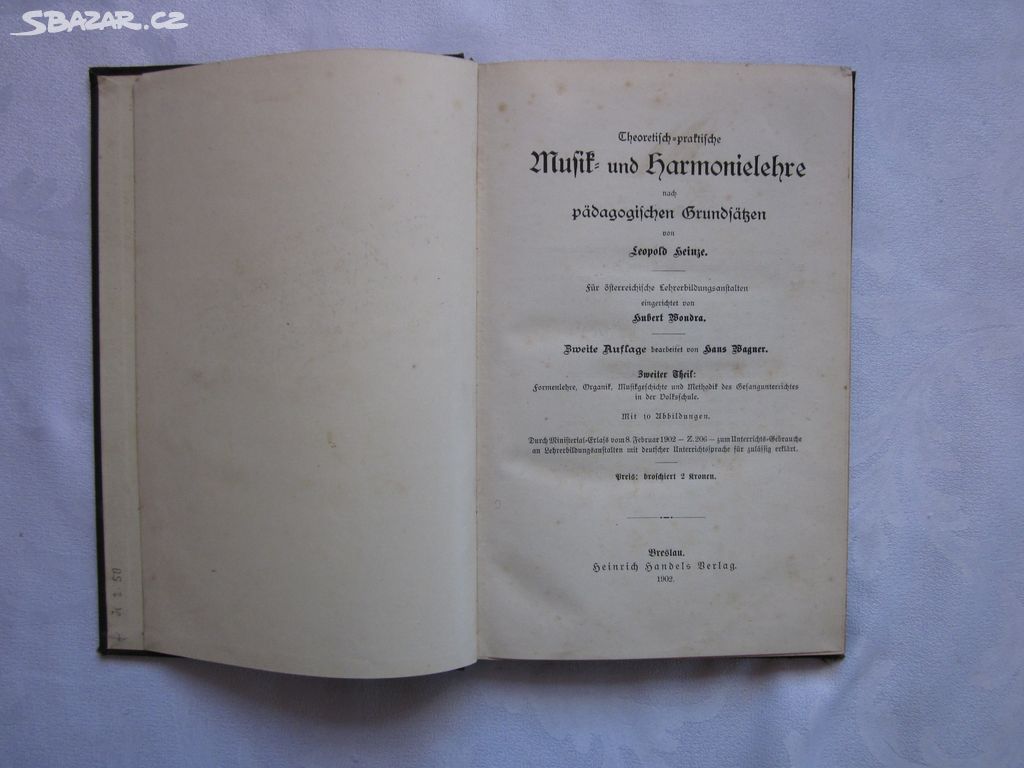 SBAZAR.CZ
Theoretisch-praktische
Musik- und Harmonielehre
nach
pädagogischen Grundsätzen
von
Leopold Heinze.
Für österreichische Lehrerbildungsanstalten
eingerichtet von
Hubert Wondra.
Zweite Auflage bearbeitet von Hans Wagner.
Zweiter Theil:
Formenlehre, Organik, Musikgeschichte und Methodik des Gesangunterrichtes
in der Volksschule.
Mit 10 Abbildungen.
Durch Ministerial-Erlass vom 8. Februar 1902 – Z. 206 – zum Unterrichts-Gebrauche
an Lehrerbildungsanstalten mit deutscher Unterrichtssprache für zulässig erklärt.
Preis: broschiert 2 Kronen.
Breslau.
Heinrich Handels Verlag.
1902.